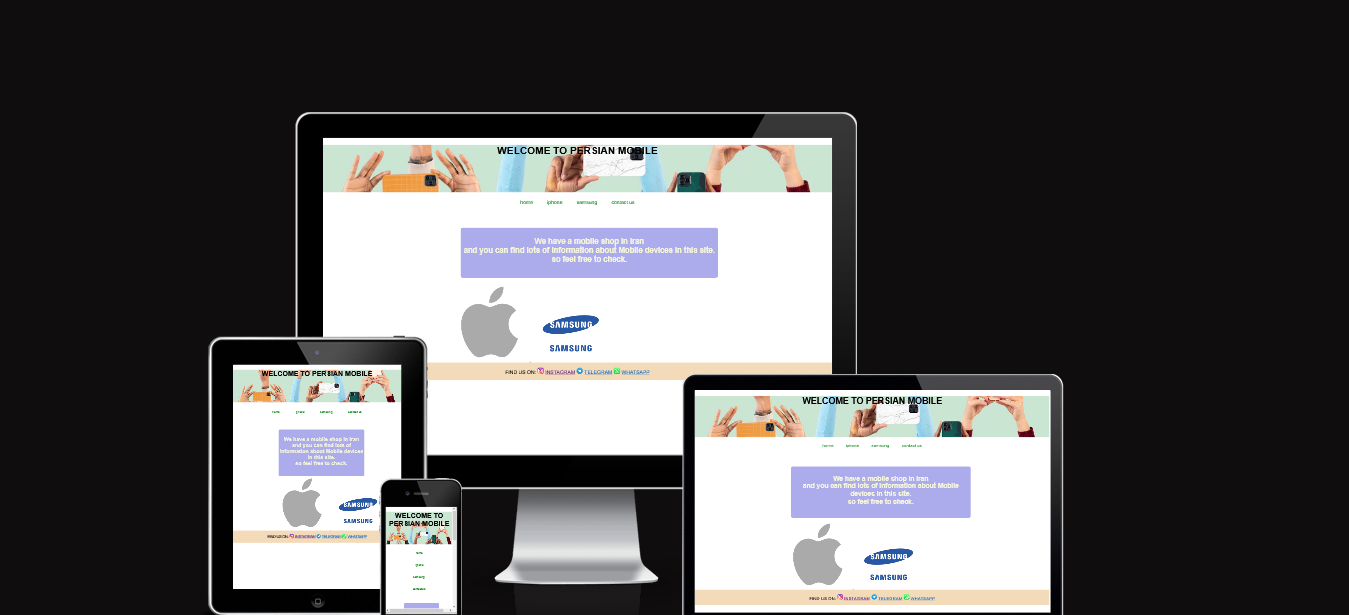 WELCOME TO PERSIAN MOBILE
home iphone samsung contact us
We have a mobile shop in Iran
and you can find lots of information about Mobile devices in this site.
so feel free to check.
SAMSUNG
SAMSUNG
FIND US ON: INSTAGRAM TELEGRAM WHATSAPP
WELCOME TO PERSIAN MOBILE
We have a mobile shop in Iran
and you can find lots of
information about Mobile devices
in this site.
so feel free to check.
SAMSUNG
SAMSUNG
FIND US ON: INSTAGRAM TELEGRAM WHATSAPP
WELCOME TO
PERSIAN MOBILE
WELCOME TO PERSIAN MOBILE
home iphone samsung contact us
We have a mobile shop in Iran
and you can find lots of information about Mobile
devices in this site.
so feel free to check.
SAMSUNG
SAMSUNG
FIND US ON: INSTAGRAM TELEGRAM WHATSAPP